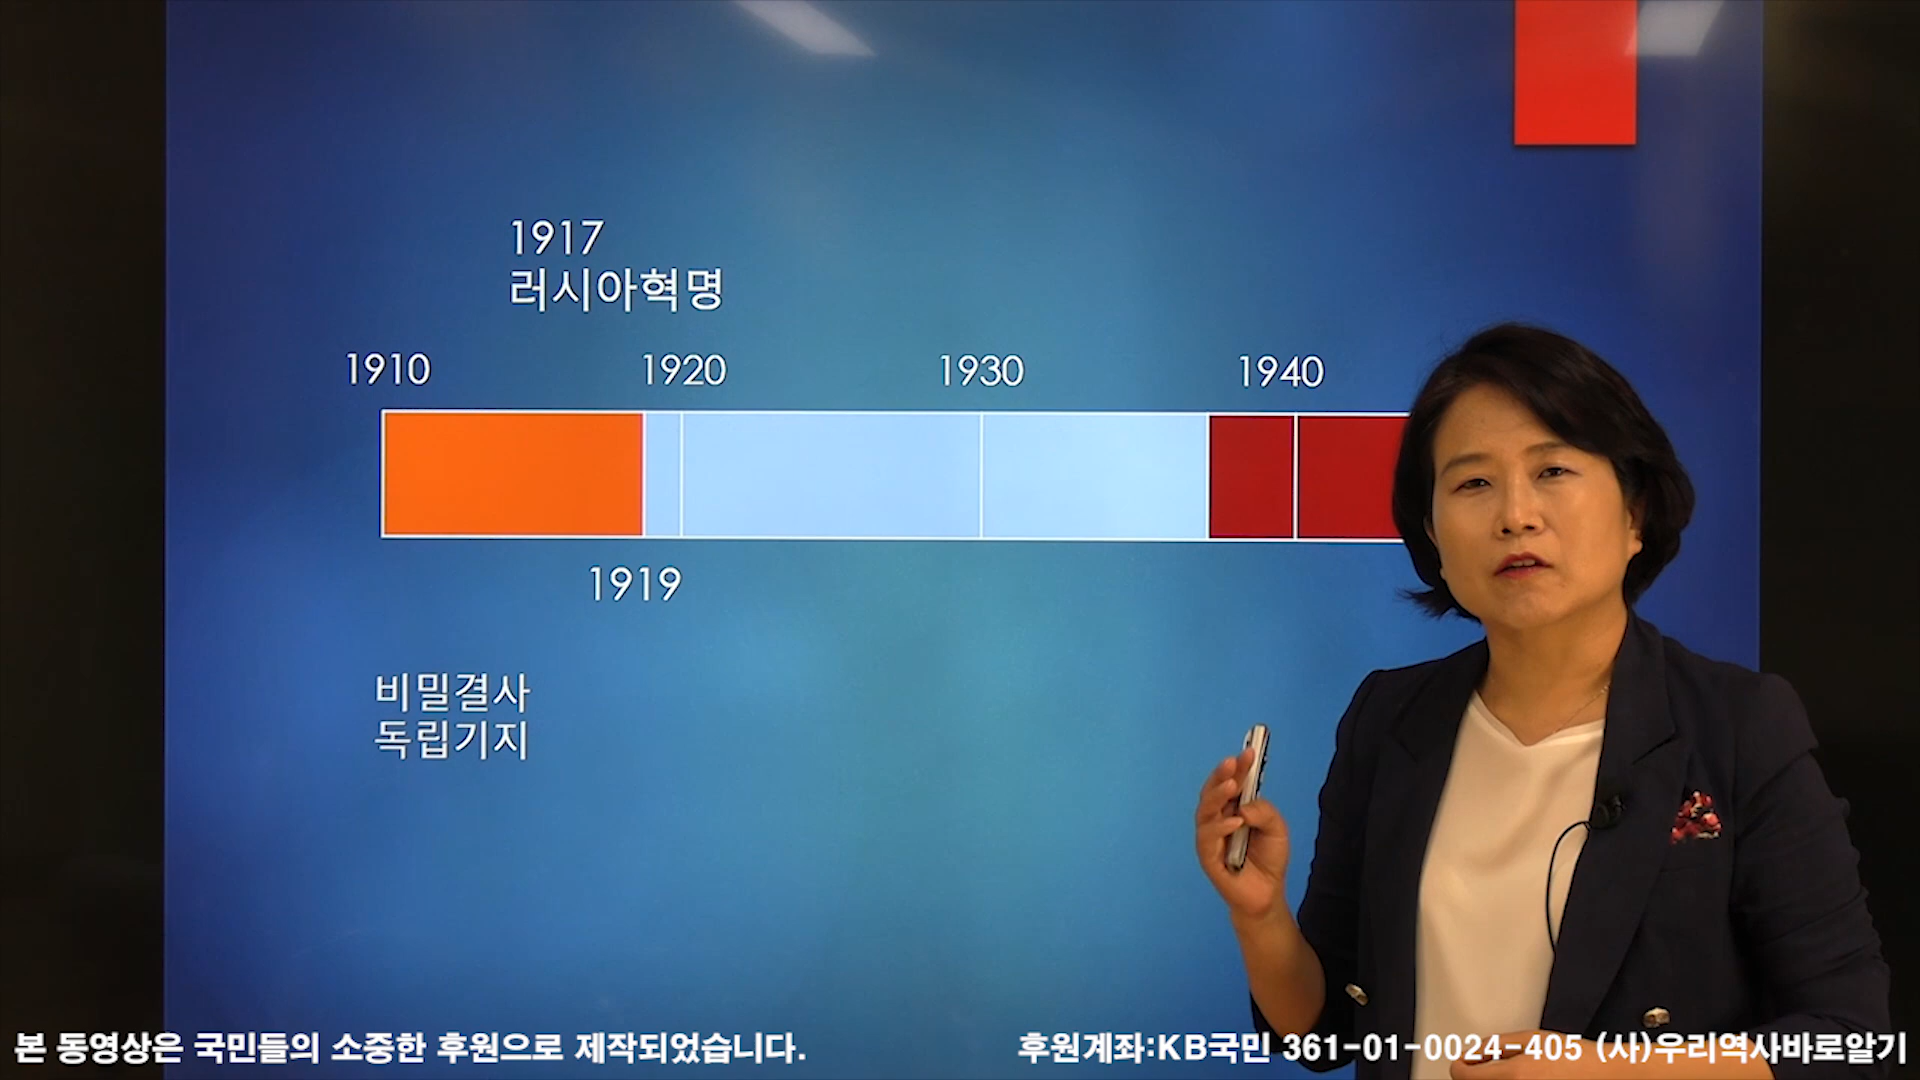 1917
러시아혁명
1910 1920 1930 1940
1919
비밀결사
독립기지
본 동영상은 국민들의 소중한 후원으로 제작되었습니다.
후원계좌:KB국민 361-01-0024-405 (사)우리역사바로알기